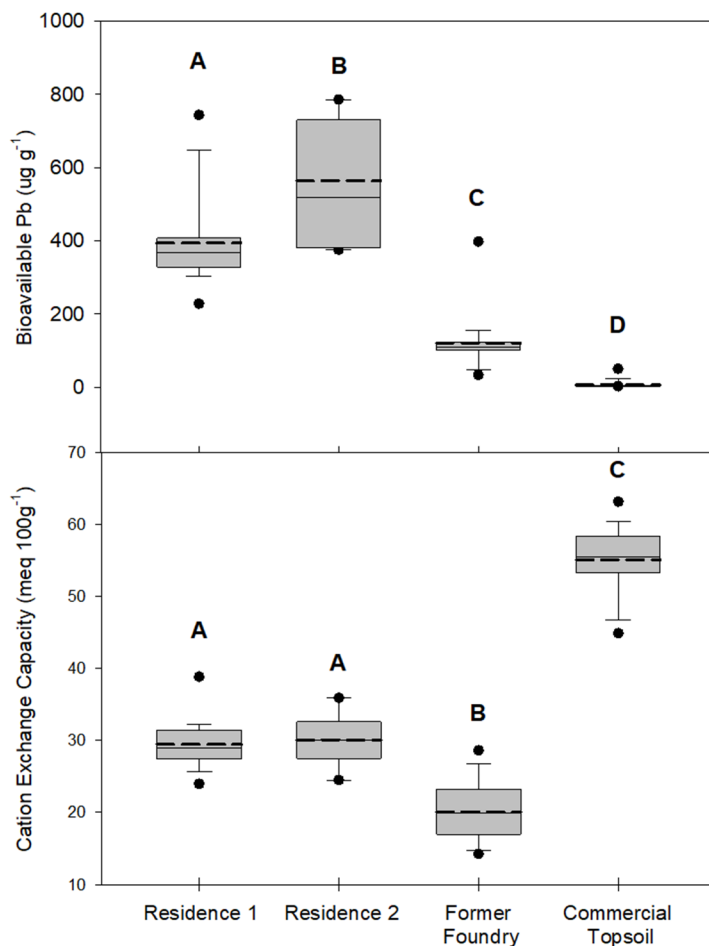 1000
800
600
400
200
0
Bioavailable Pb (ug g⁻¹)
A
B
C
D
70
60
50
40
30
20
10
Cation Exchange Capacity (meq 100g⁻¹)
A
A
B
C
Residence 1
Residence 2
Former
Foundry
Commercial
Topsoil